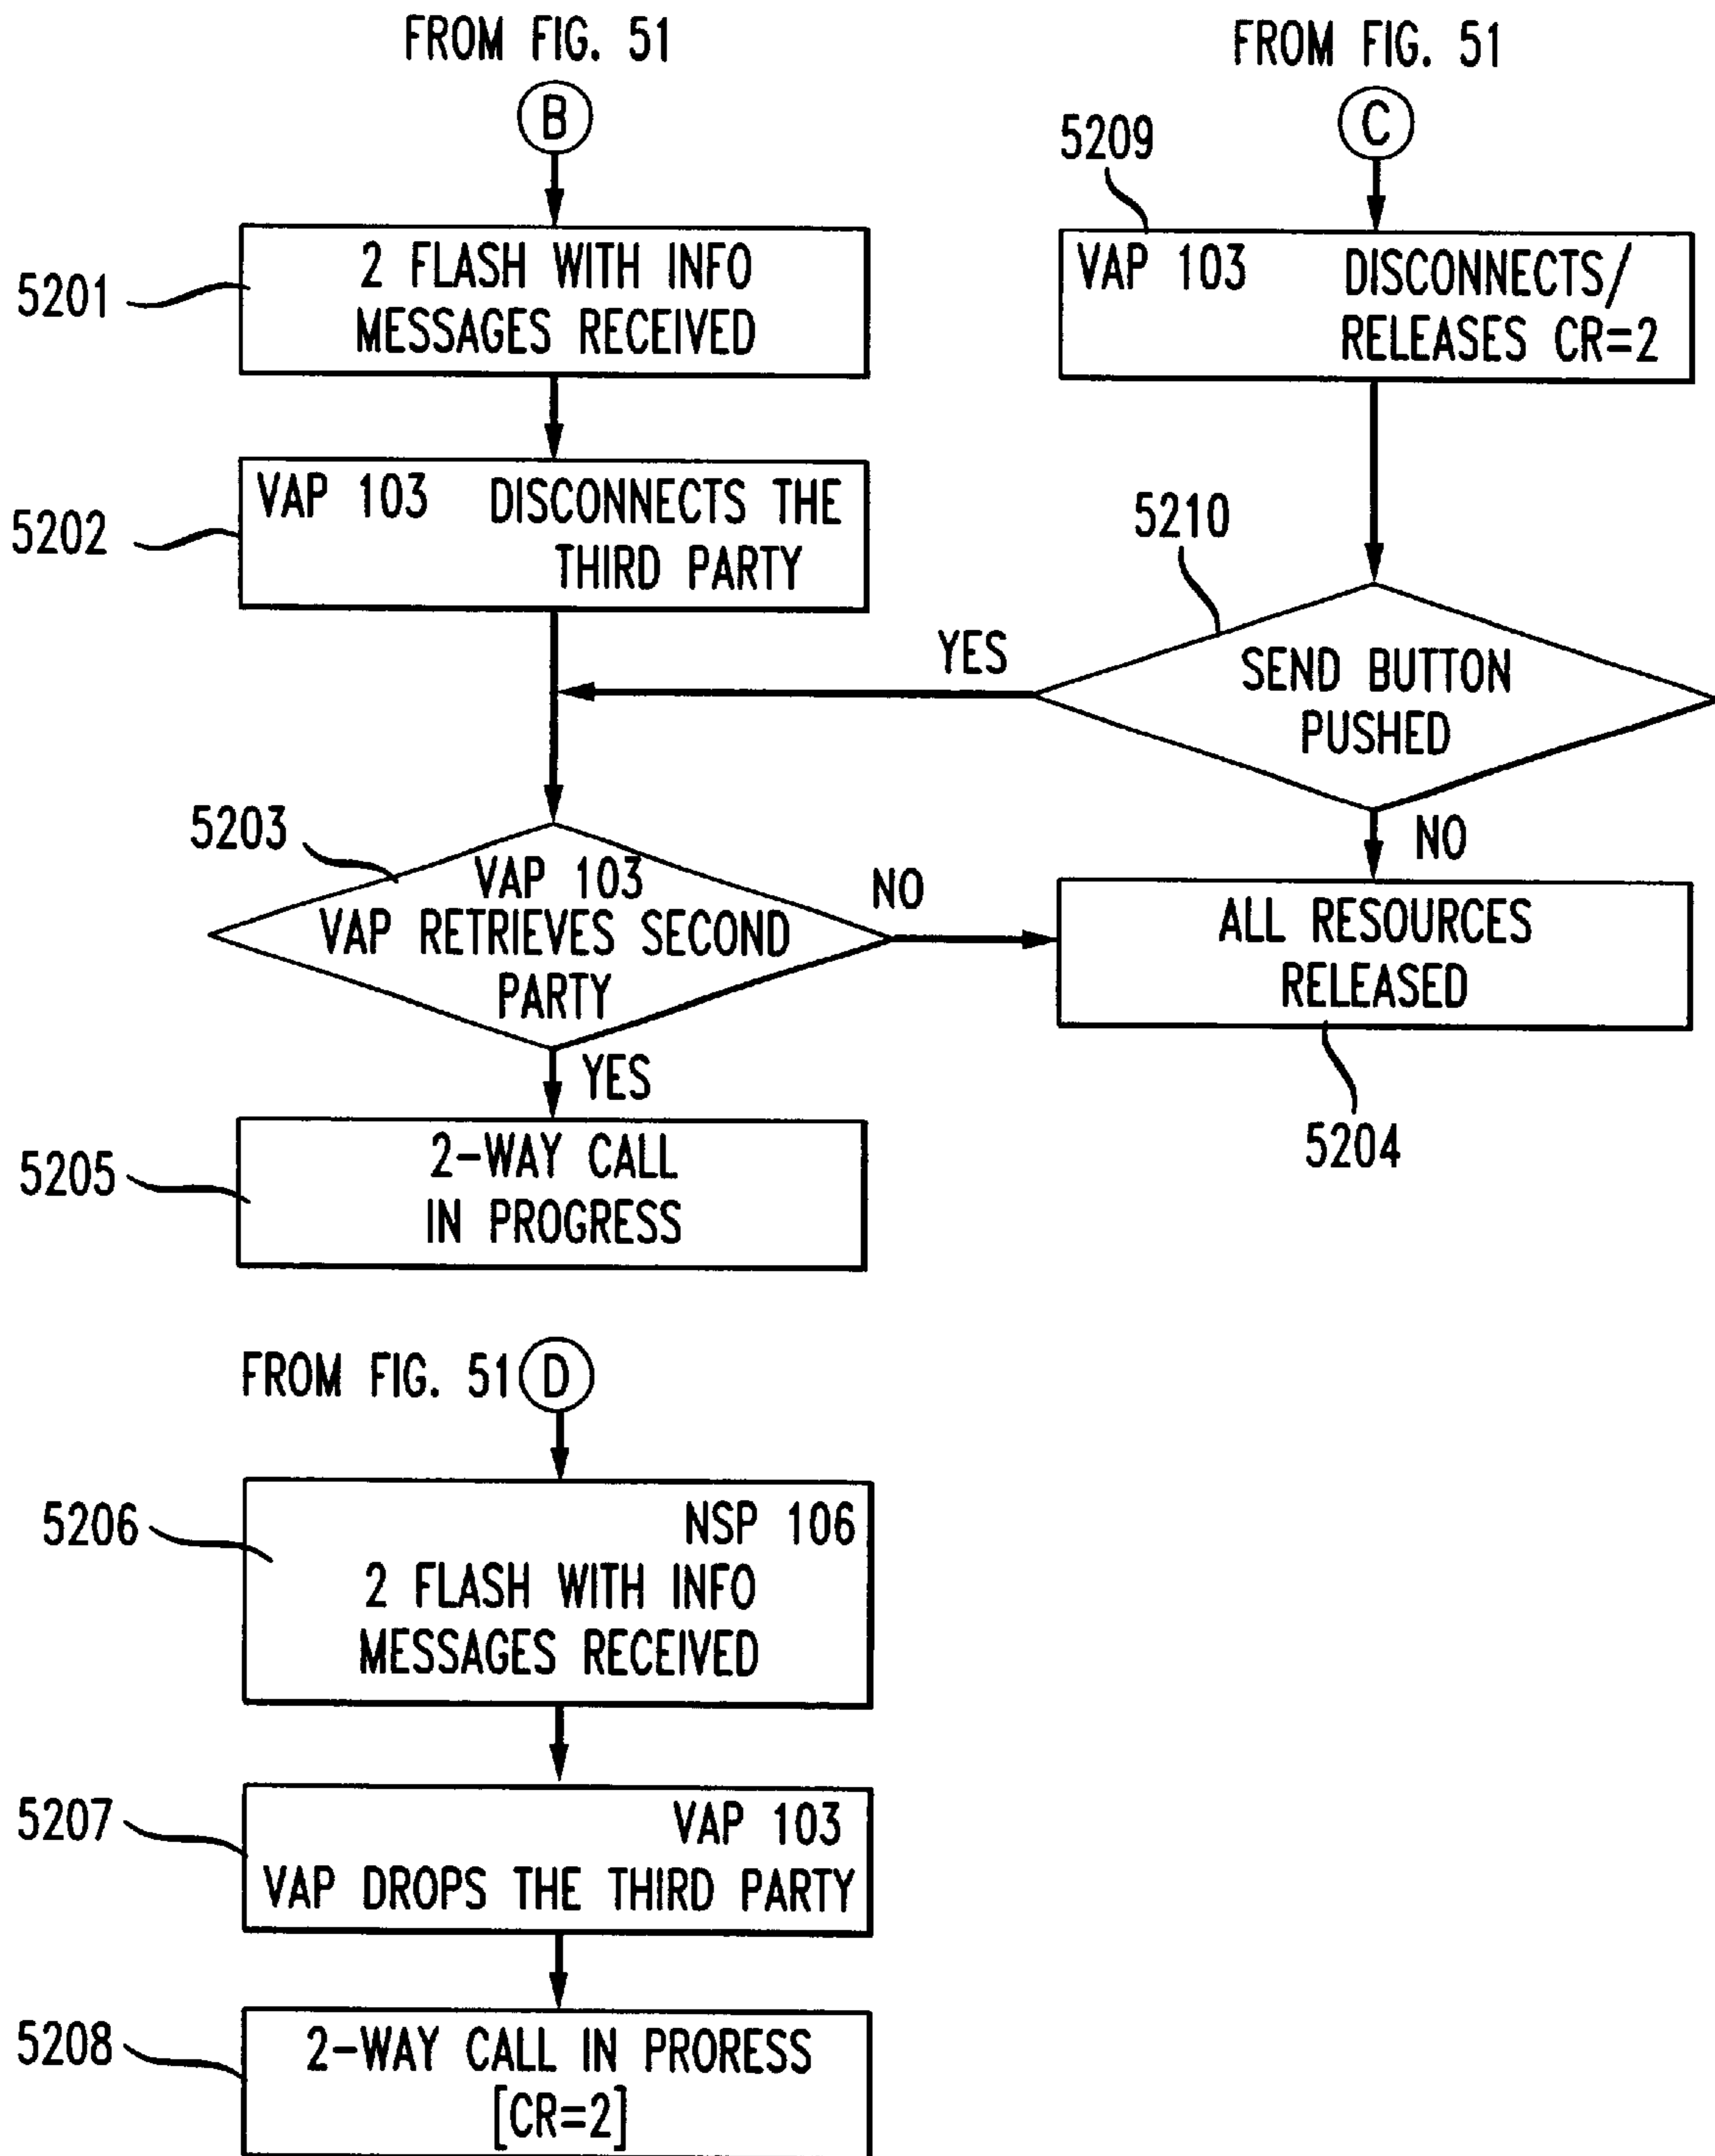 FROM FIG. 51
B
5201
2 FLASH WITH INFO
MESSAGES RECEIVED
5202
VAP 103 DISCONNECTS THE
THIRD PARTY
5203
VAP 103
VAP RETRIEVES SECOND
PARTY
NO
YES
5205
2-WAY CALL
IN PROGRESS
FROM FIG. 51
C
5209
VAP 103 DISCONNECTS/
RELEASES CR=2
5210
SEND BUTTON
PUSHED
YES
NO
ALL RESOURCES
RELEASED
5204
FROM FIG. 51 D
5206
NSP 106
2 FLASH WITH INFO
MESSAGES RECEIVED
5207
VAP 103
VAP DROPS THE THIRD PARTY
5208
2-WAY CALL IN PRORESS
[CR=2]